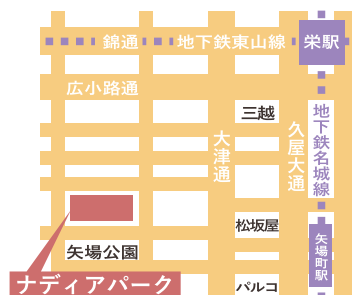 錦通
地下鉄東山線
栄駅
広小路通
三越
大津通
久屋大通
地下鉄名城線
松坂屋
矢場町駅
矢場公園
ナディアパーク
パルコ